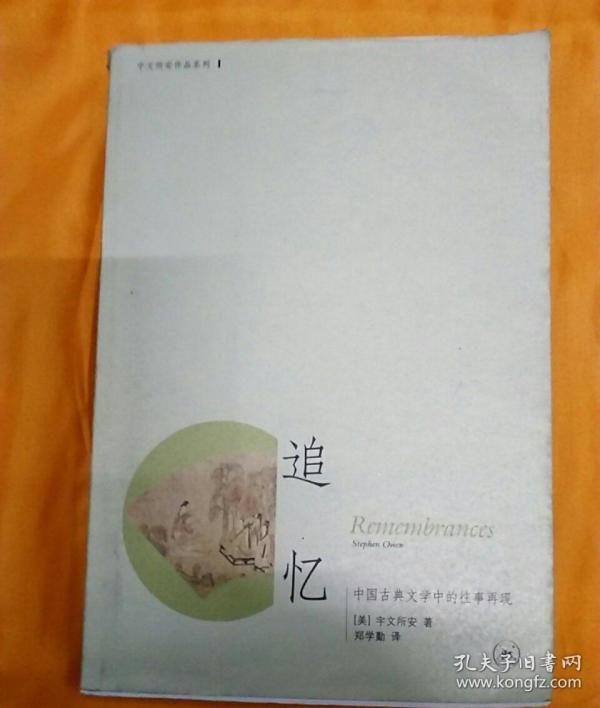 宇文所安作品系列
追忆
Remembrances
Stephen Owen
中国古典文学中的往事再现
[美] 宇文所安 著
郑学勤 译
孔夫子旧书网
www.kongfz.com